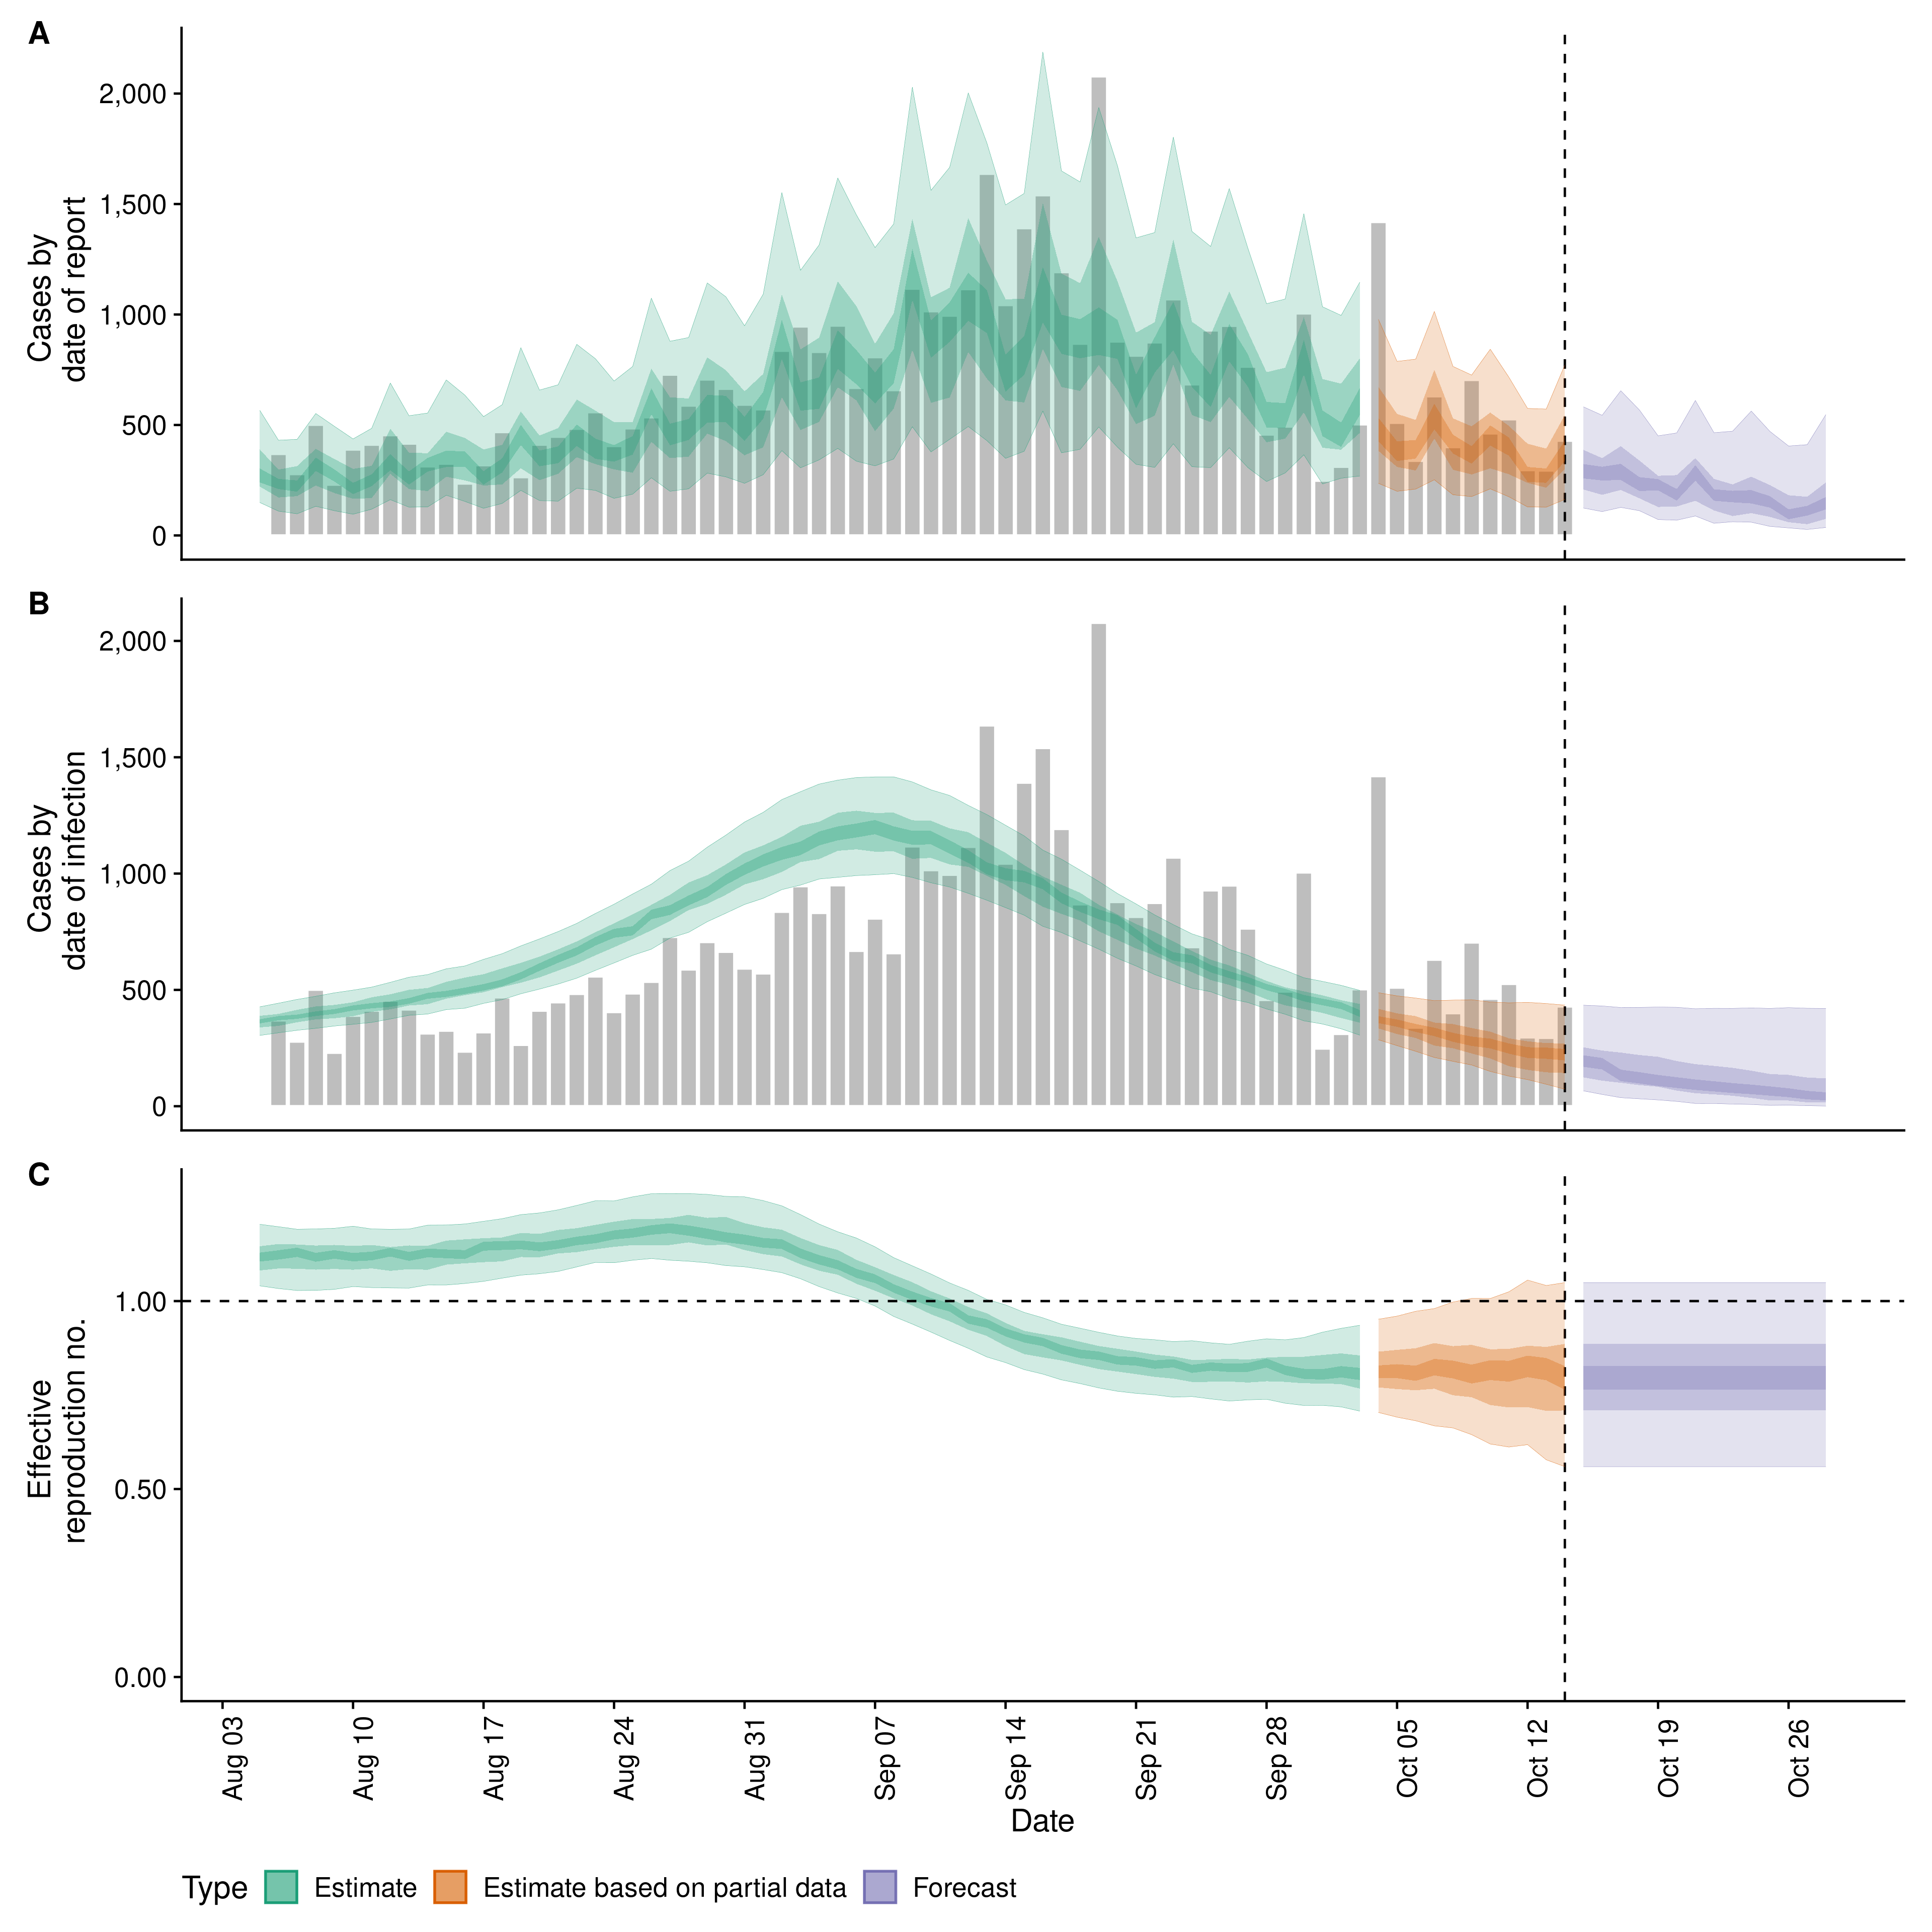 A
2,000
1,500
1,000
500
0
Cases by
date of report
B
2,000
1,500
1,000
500
0
Cases by
date of infection
C
1.00
0.50
0.00
Effective
reproduction no.
Aug 03
Aug 10
Aug 17
Aug 24
Aug 31
Sep 07
Sep 14
Sep 21
Sep 28
Oct 05
Oct 12
Oct 19
Oct 26
Date
Type Estimate Estimate based on partial data Forecast